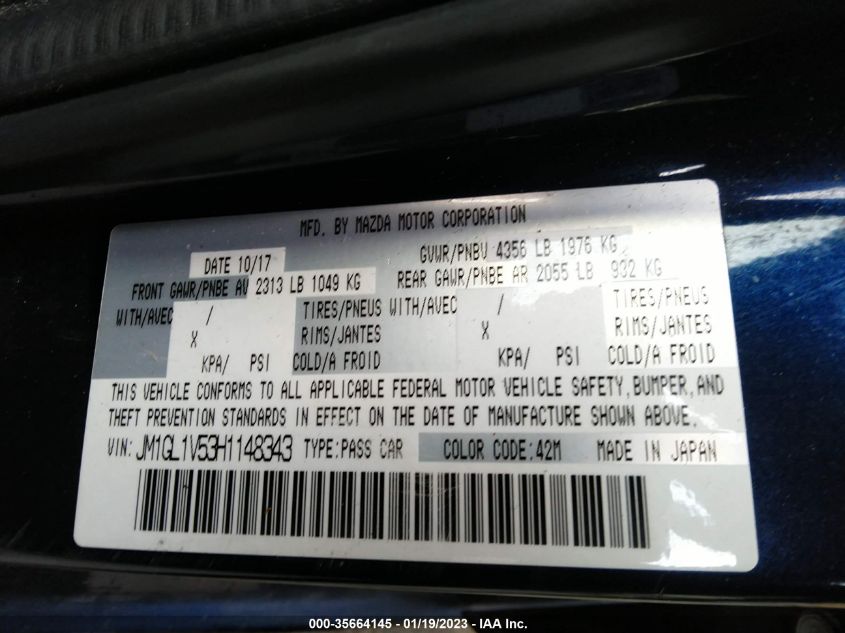 MFD. BY MAZDA MOTOR CORPORATION
DATE 10/17 GVWR/PNBV 4356 LB 1976 KG
FRONT GAWR/PNBE AV 2313 LB 1049 KG REAR GAWR/PNBE AR 2055 LB 932 KG
WITH/AVEC / TIRES/PNEUS WITH/AVEC / TIRES/PNEUS
X RIMS/JANTES X RIMS/JANTES
KPA/ PSI COLD/A FROID KPA/ PSI COLD/A FROID
THIS VEHICLE CONFORMS TO ALL APPLICABLE FEDERAL MOTOR VEHICLE SAFETY, BUMPER, AND
THEFT PREVENTION STANDARDS IN EFFECT ON THE DATE OF MANUFACTURE SHOWN ABOVE.
VIN: JM1GL1V53H1148343 TYPE:PASS CAR COLOR CODE:42M MADE IN JAPAN
000-35664145 - 01/19/2023 - IAA Inc.